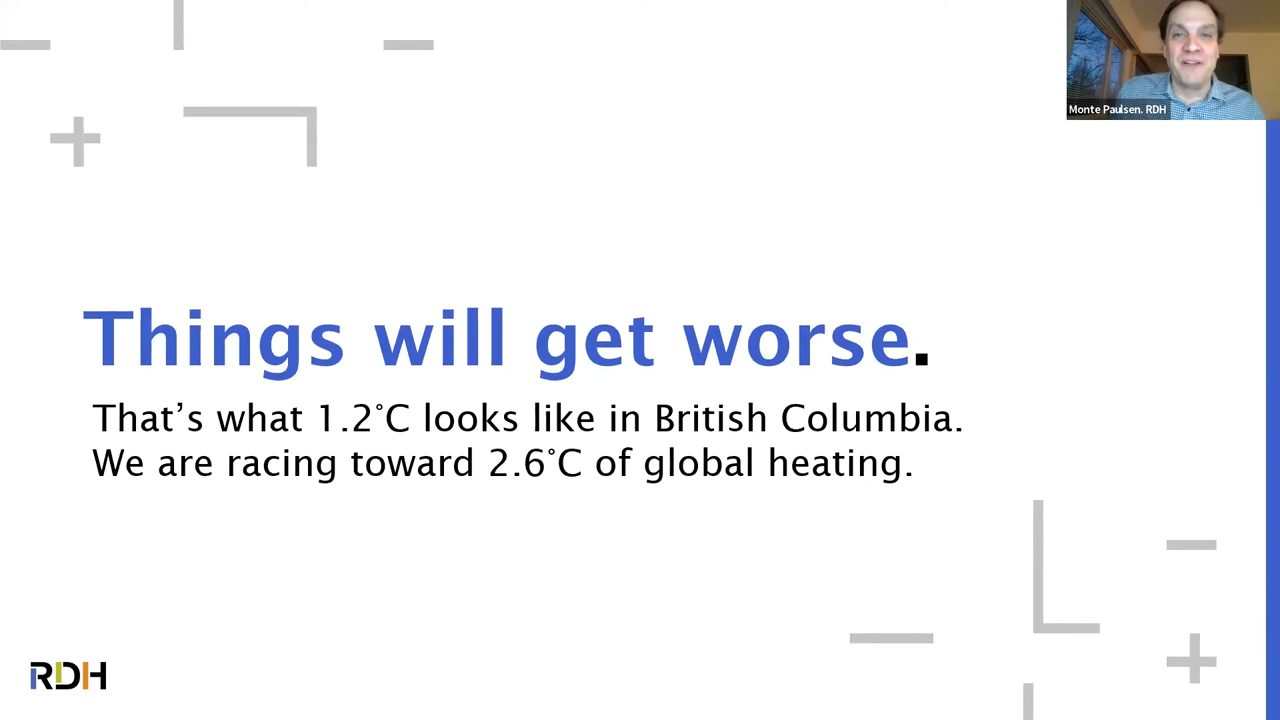 Monte Paulsen. RDH
Things will get worse.
That’s what 1.2°C looks like in British Columbia.
We are racing toward 2.6°C of global heating.
RDH